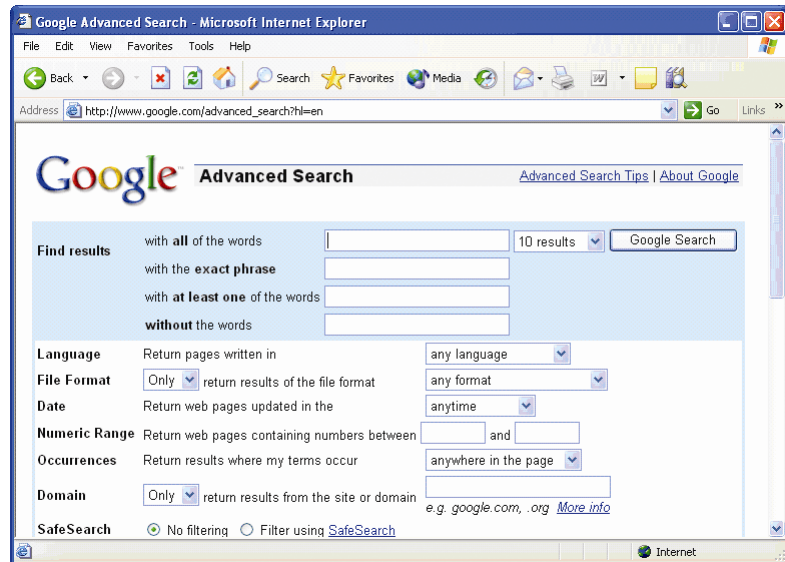 Google Advanced Search - Microsoft Internet Explorer
File Edit View Favorites Tools Help
Back Search Favorites Media
Address http://www.google.com/advanced_search?hl=en Go Links »
Google™ Advanced Search Advanced Search Tips | About Google
Find results with all of the words 10 results Google Search
with the exact phrase
with at least one of the words
without the words
Language Return pages written in any language
File Format Only return results of the file format any format
Date Return web pages updated in the anytime
Numeric Range Return web pages containing numbers between and
Occurrences Return results where my terms occur anywhere in the page
Domain Only return results from the site or domain
e.g. google.com, .org More info
SafeSearch No filtering Filter using SafeSearch
Internet